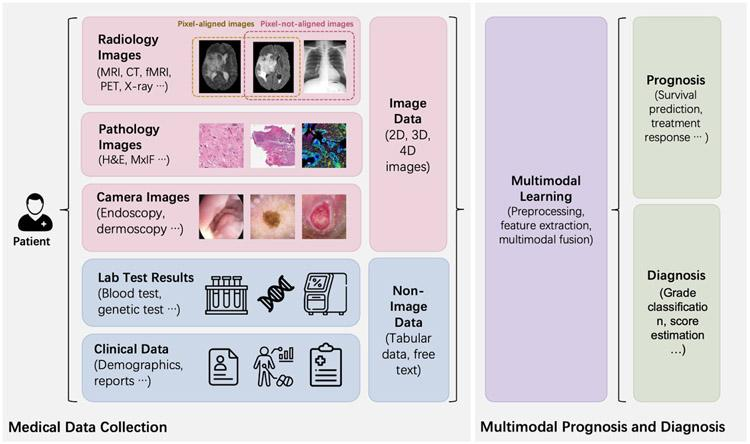 Pixel-aligned images
Pixel-not-aligned images
Radiology
Images
(MRI, CT, fMRI,
PET, X-ray ⋯)
Pathology
Images
(H&E, MxIF ⋯)
Camera Images
(Endoscopy,
dermoscopy ⋯)
Image
Data
(2D, 3D,
4D
images)
Patient
Lab Test Results
(Blood test,
genetic test ⋯)
Clinical Data
(Demographics,
reports ⋯)
Non-
Image
Data
(Tabular
data, free
text)
Medical Data Collection
Multimodal
Learning
(Preprocessing,
feature extraction,
multimodal fusion)
Prognosis
(Survival
prediction,
treatment
response ⋯ )
Diagnosis
(Grade
classificatio
n, score
estimation
…)
Multimodal Prognosis and Diagnosis